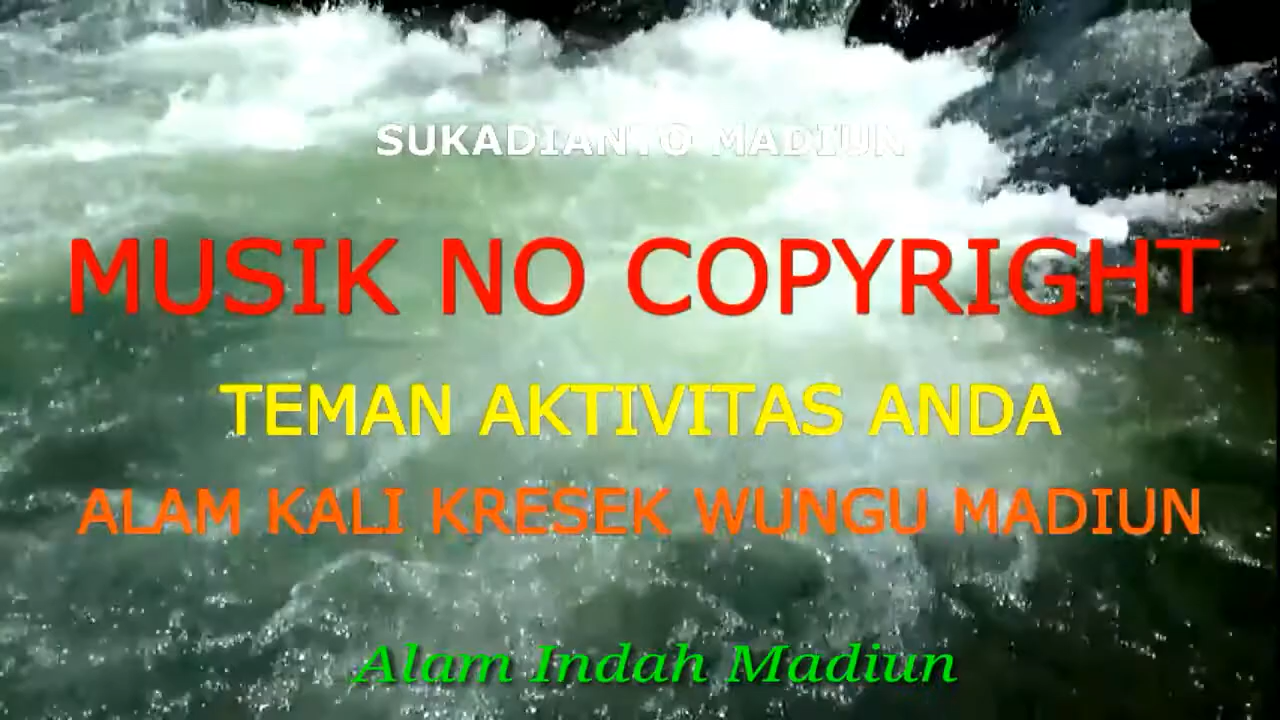 SUKADIANTO MADIUN
MUSIK NO COPYRIGHT
TEMAN AKTIVITAS ANDA
ALAM KALI KRESEK WUNGU MADIUN
Alam Indah Madiun